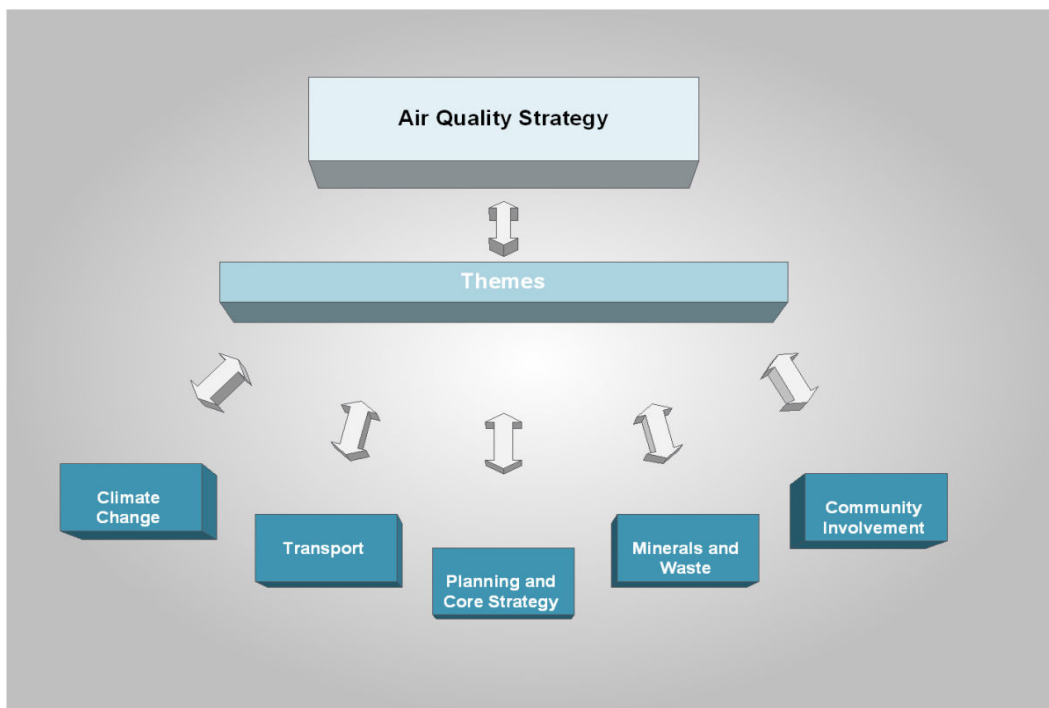 Air Quality Strategy
Themes
Climate
Change
Transport
Planning and
Core Strategy
Minerals and
Waste
Community
Involvement